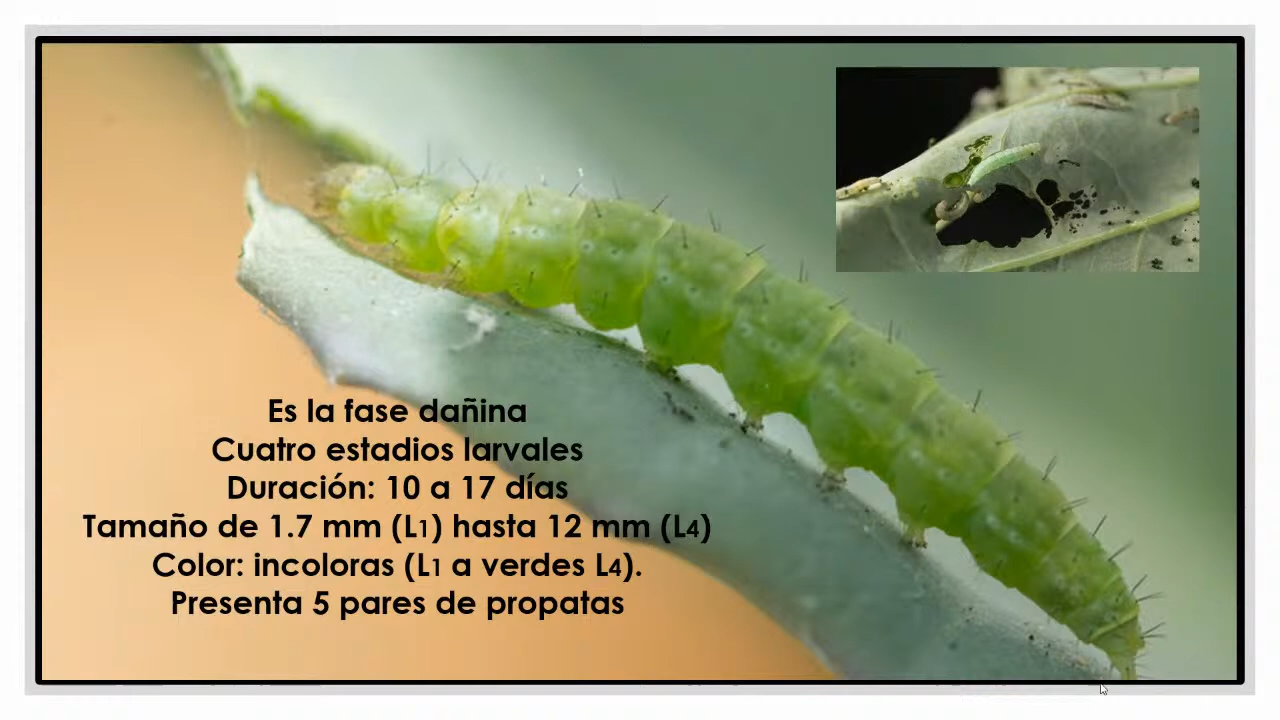 Es la fase dañina
Cuatro estadios larvales
Duración: 10 a 17 días
Tamaño de 1.7 mm (L1) hasta 12 mm (L4)
Color: incoloras (L1 a verdes L4).
Presenta 5 pares de propatas